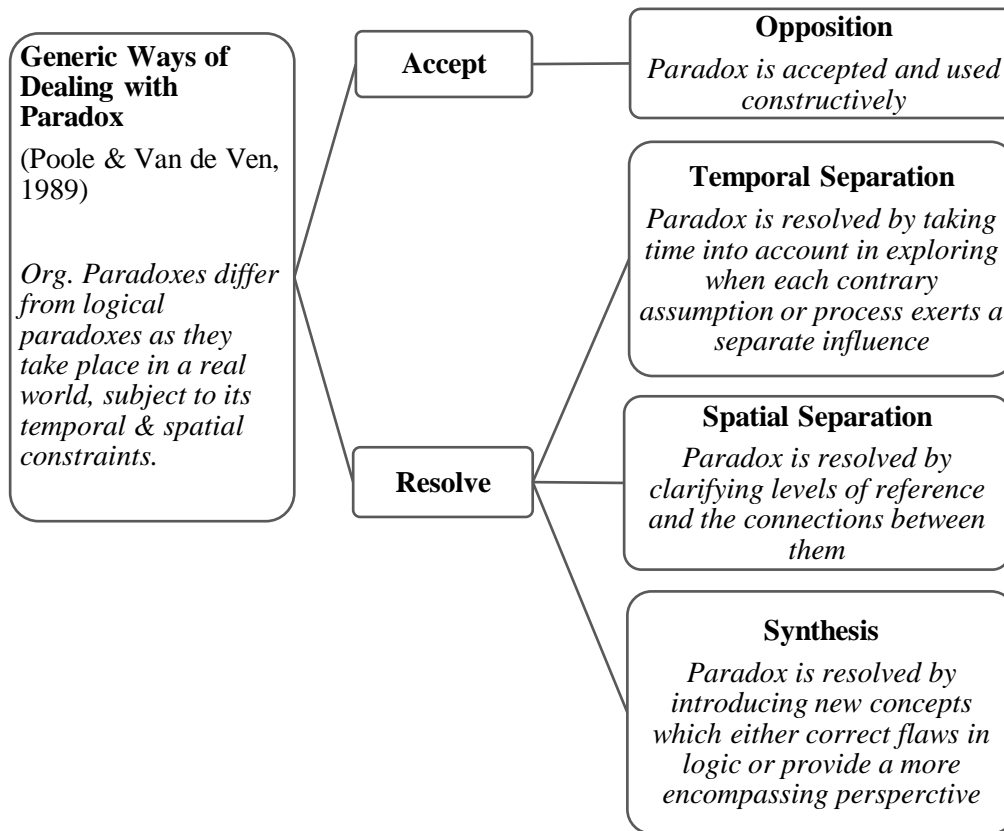 Generic Ways of
Dealing with
Paradox
(Poole & Van de Ven,
1989)
Org. Paradoxes differ
from logical
paradoxes as they
take place in a real
world, subject to its
temporal & spatial
constraints.
Accept
Resolve
Opposition
Paradox is accepted and used
constructively
Temporal Separation
Paradox is resolved by taking
time into account in exploring
when each contrary
assumption or process exerts a
separate influence
Spatial Separation
Paradox is resolved by
clarifying levels of reference
and the connections between
them
Synthesis
Paradox is resolved by
introducing new concepts
which either correct flaws in
logic or provide a more
encompassing persperctive